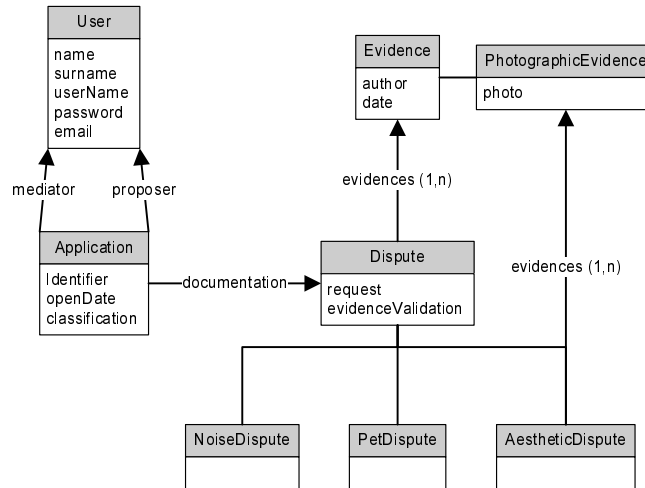 User
name
surname
userName
password
email
Evidence
author
date
PhotographicEvidence
photo
mediator
proposer
evidences (1,n)
Application
Identifier
openDate
classification
documentation
Dispute
request
evidenceValidation
evidences (1,n)
NoiseDispute
PetDispute
AestheticDispute